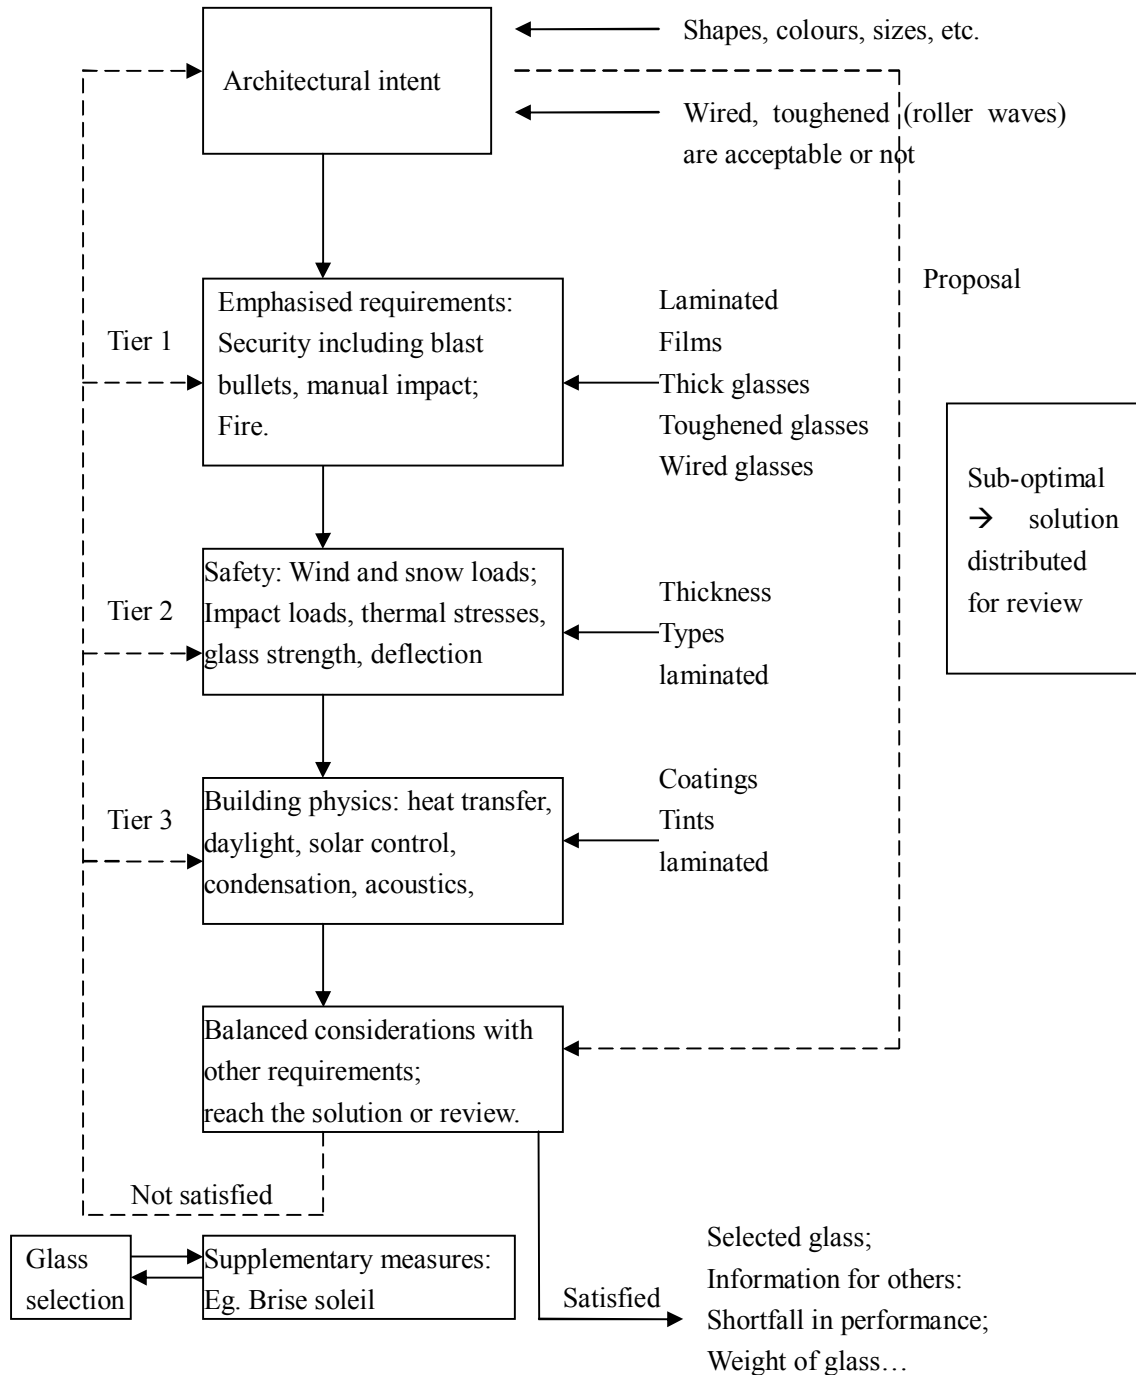 Shapes, colours, sizes, etc.
Architectural intent
Wired, toughened (roller waves)
are acceptable or not
Proposal
Tier 1
Emphasised requirements:
Security including blast
bullets, manual impact;
Fire.
Laminated
Films
Thick glasses
Toughened glasses
Wired glasses
Sub-optimal
→ solution
distributed
for review
Tier 2
Safety: Wind and snow loads;
Impact loads, thermal stresses,
glass strength, deflection
Thickness
Types
laminated
Tier 3
Building physics: heat transfer,
daylight, solar control,
condensation, acoustics,
Coatings
Tints
laminated
Balanced considerations with
other requirements;
reach the solution or review.
Not satisfied
Glass
selection
Supplementary measures:
Eg. Brise soleil
Satisfied
Selected glass;
Information for others:
Shortfall in performance;
Weight of glass…